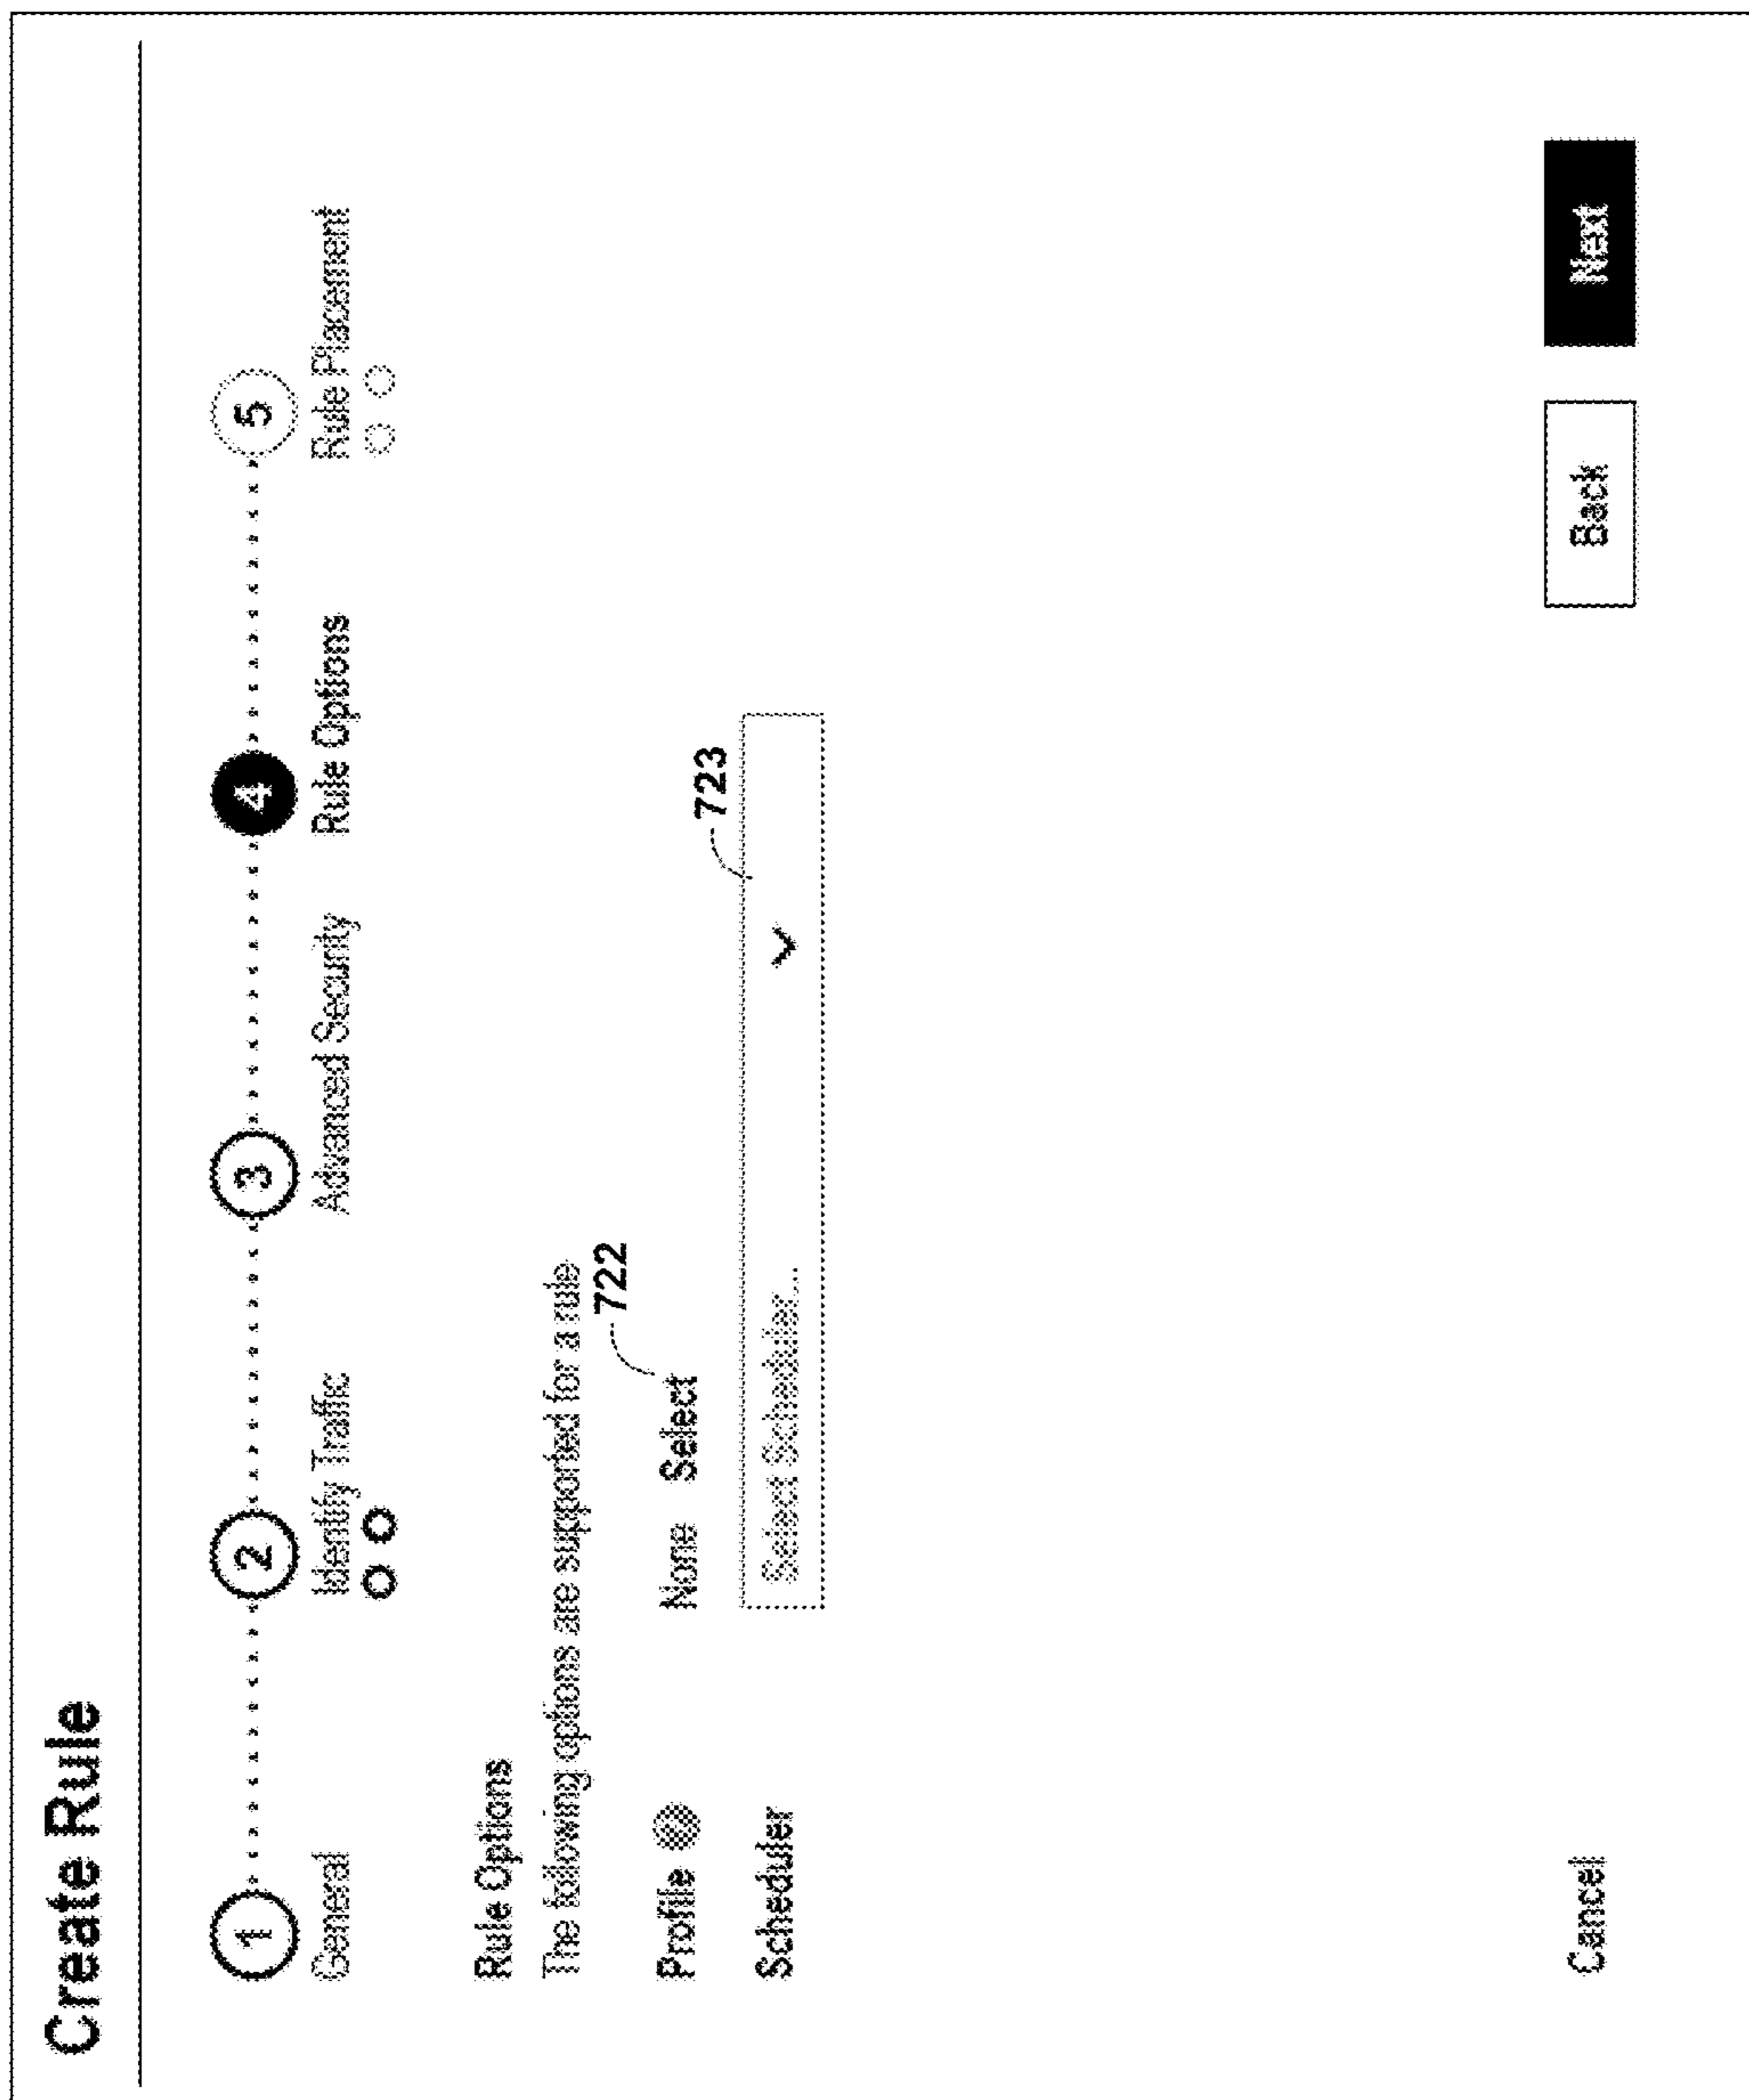 Create Rule
1 2 3 4 5
General Identify Traffic Advanced Security Rule Options Rule Placement
Rule Options
The following options are supported for a rule
722
Profile None Select
723
Scheduler Select Scheduler...
Cancel Back Next